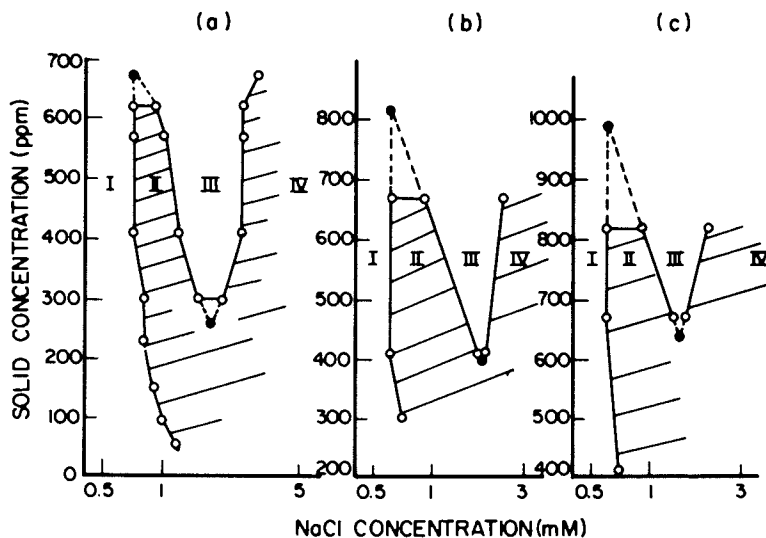 (a) (b) (c)
SOLID CONCENTRATION (ppm)
700
600
500
400
300
200
100
0
I II III IV
0.5 1 5
800
700
600
500
400
300
200
I II III IV
0.5 1 3
1000
900
800
700
600
500
400
I II III IV
0.5 1 3
NaCl CONCENTRATION (mM)